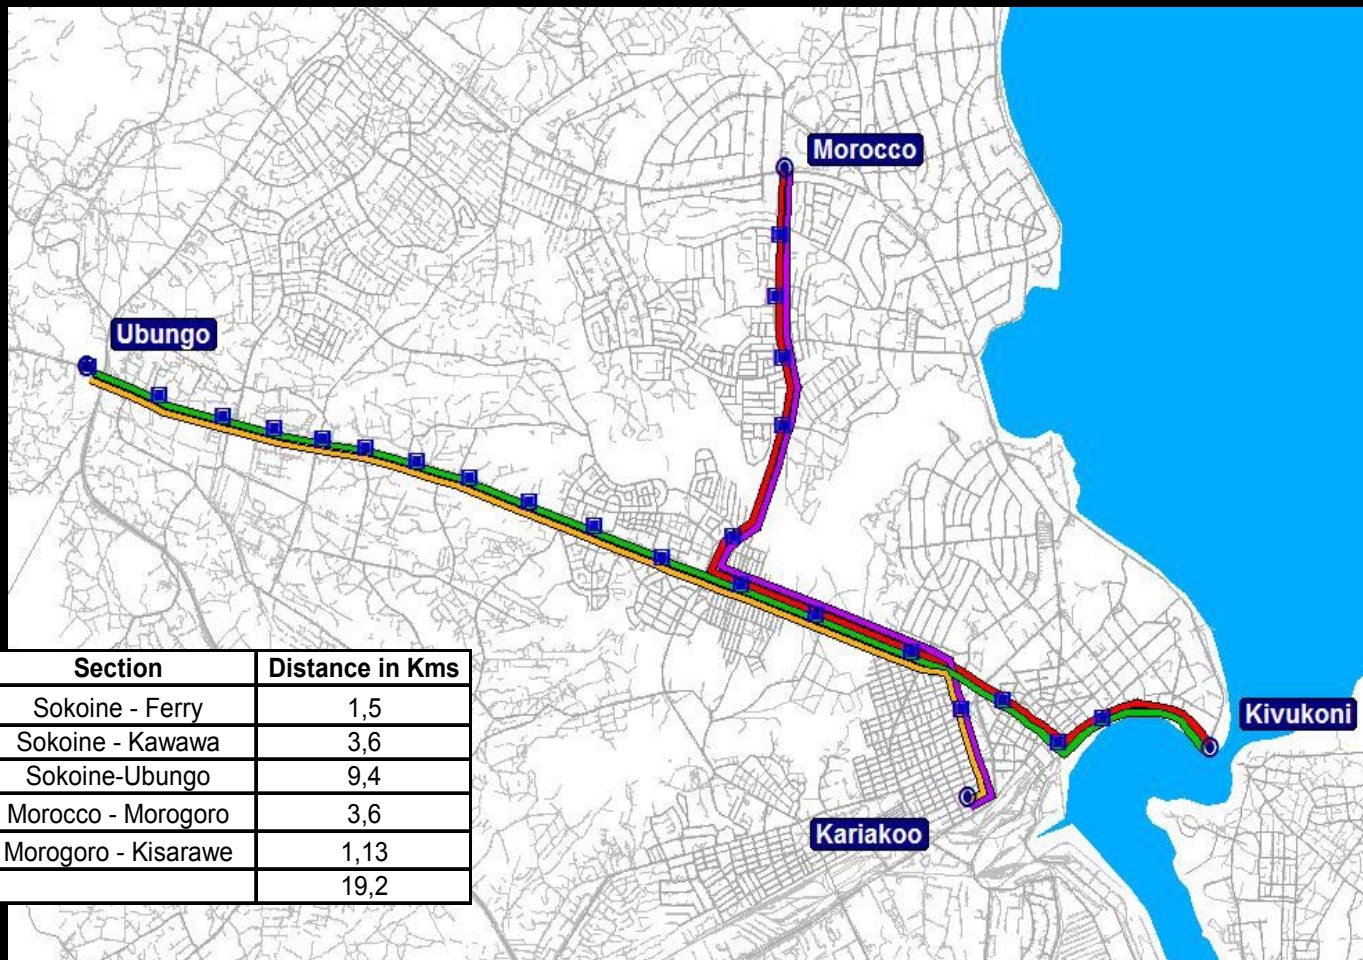 Morocco
Ubungo
Kivukoni
Kariakoo
Section Distance in Kms
Sokoine - Ferry 1,5
Sokoine - Kawawa 3,6
Sokoine-Ubungo 9,4
Morocco - Morogoro 3,6
Morogoro - Kisarawe 1,13
19,2